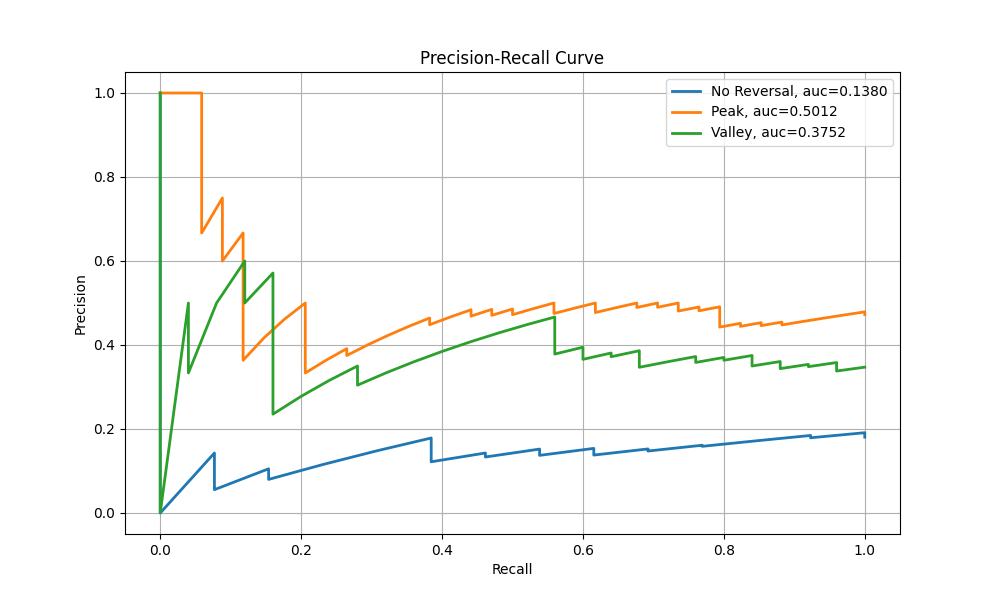 Precision-Recall Curve
No Reversal, auc=0.1380
Peak, auc=0.5012
Valley, auc=0.3752
1.0
0.8
0.6
0.4
0.2
0.0
Precision
0.0 0.2 0.4 0.6 0.8 1.0
Recall